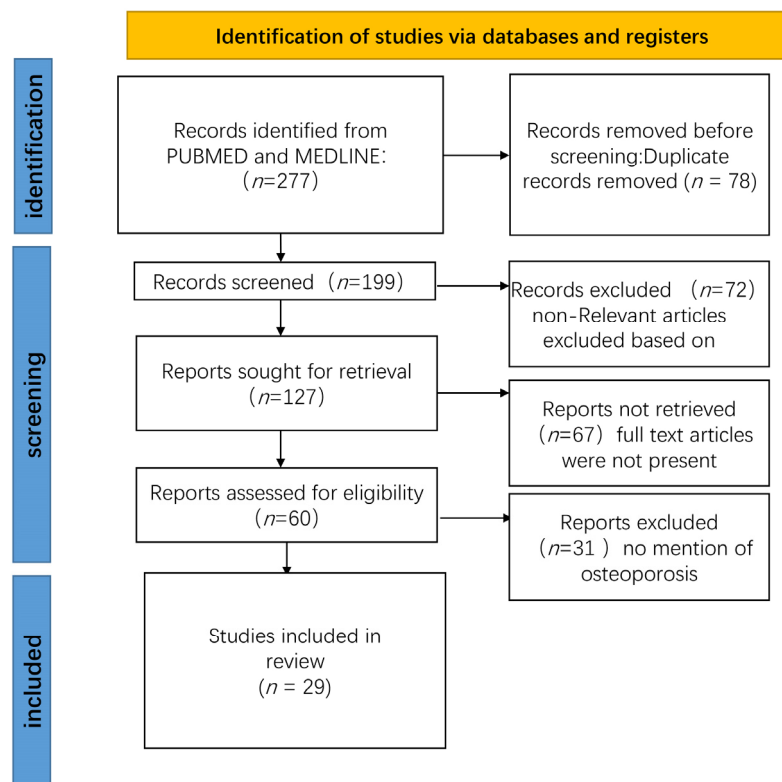 Identification of studies via databases and registers
identification
Records identified from
PUBMED and MEDLINE:
(n=277)
Records removed before
screening:Duplicate
records removed (n = 78)
screening
Records screened （n=199）
Records excluded （n=72）
non-Relevant articles
excluded based on
Reports sought for retrieval
（n=127）
Reports not retrieved
（n=67）full text articles
were not present
Reports assessed for eligibility
（n=60）
Reports excluded
（n=31 ）no mention of
osteoporosis
included
Studies included in
review
(n = 29)